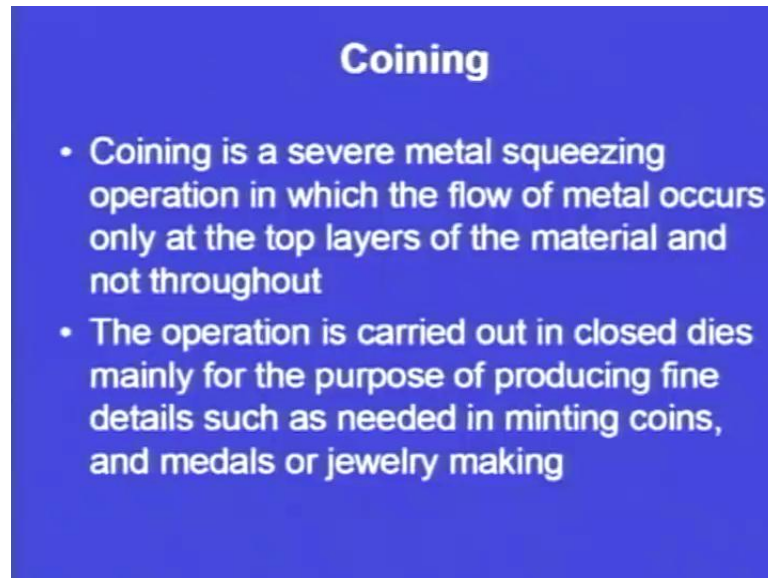 Coining
• Coining is a severe metal squeezing
operation in which the flow of metal occurs
only at the top layers of the material and
not throughout
• The operation is carried out in closed dies
mainly for the purpose of producing fine
details such as needed in minting coins,
and medals or jewelry making